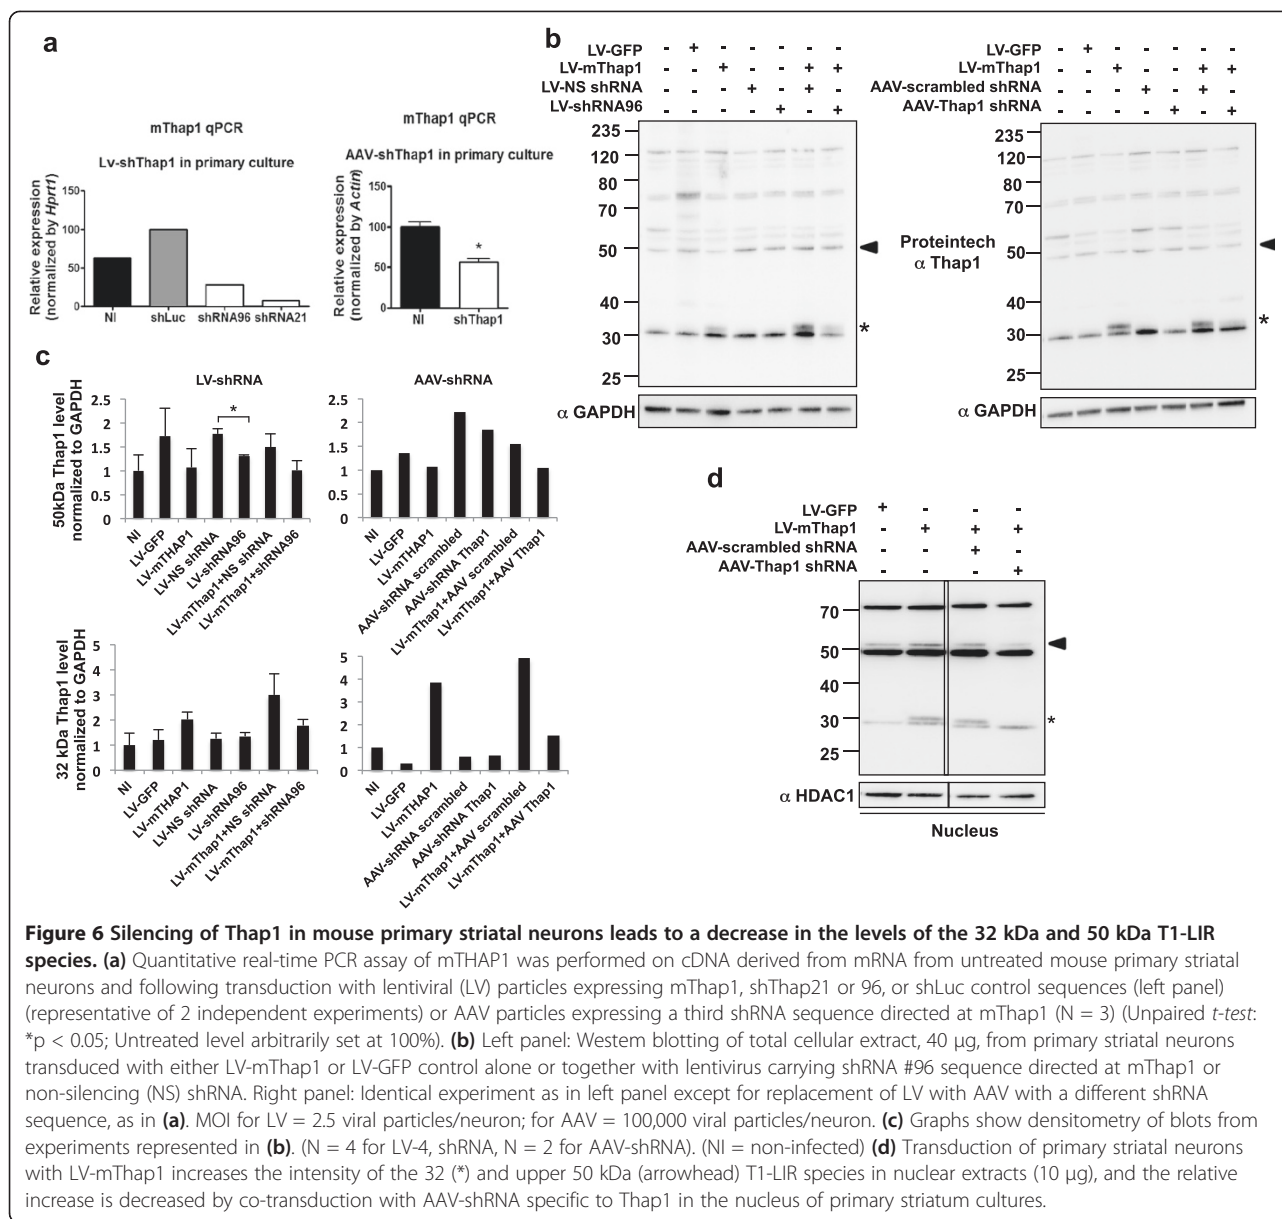 a
mThap1 qPCR
Lv-shThap1 in primary culture
Relative expression
(normalized by Hprt1)
150
100
50
0
NI shLuc shRNA96 shRNA21
mThap1 qPCR
AAV-shThap1 in primary culture
Relative expression
(normalized by Actin)
150
100
50
0
*
NI shThap1
b
LV-GFP - + - - - - -
LV-mThap1 - - + - - + +
LV-NS shRNA - - - + - + -
LV-shRNA96 - - - - + - +
235
120
80
70
50
40
30
25
*
α GAPDH
LV-GFP - + - - - - -
LV-mThap1 - - + - - + +
AAV-scrambled shRNA - - - + - + -
AAV-Thap1 shRNA - - - - + - +
235
120
80
70
50
40
30
25
Proteintech
α Thap1
*
α GAPDH
c
LV-shRNA
50kDa Thap1 level
normalized to GAPDH
2.5
2
1.5
1
0.5
0
*
NI
LV-GFP
LV-mTHAP1
LV-NS shRNA
LV-shRNA96
LV-mThap1+NS shRNA
LV-mThap1+shRNA96
AAV-shRNA
2.5
2
1.5
1
0.5
0
NI
LV-GFP
LV-mTHAP1
AAV-shRNA scrambled
AAV-shRNA Thap1
LV-mThap1+AAV scrambled
LV-mThap1+AAV Thap1
32 kDa Thap1 level
normalized to GAPDH
5
4
3
2
1
0
NI
LV-GFP
LV-mTHAP1
LV-NS shRNA
LV-shRNA96
LV-mThap1+NS shRNA
LV-mThap1+shRNA96
5
4
3
2
1
0
NI
LV-GFP
LV-mTHAP1
AAV-shRNA scrambled
AAV-shRNA Thap1
LV-mThap1+AAV scrambled
LV-mThap1+AAV Thap1
d
LV-GFP + - - -
LV-mThap1 - + + +
AAV-scrambled shRNA - - + -
AAV-Thap1 shRNA - - - +
70
50
40
30
25
*
α HDAC1
Nucleus
Figure 6 Silencing of Thap1 in mouse primary striatal neurons leads to a decrease in the levels of the 32 kDa and 50 kDa T1-LIR
species. (a) Quantitative real-time PCR assay of mTHAP1 was performed on cDNA derived from mRNA from untreated mouse primary striatal
neurons and following transduction with lentiviral (LV) particles expressing mThap1, shThap21 or 96, or shLuc control sequences (left panel)
(representative of 2 independent experiments) or AAV particles expressing a third shRNA sequence directed at mThap1 (N = 3) (Unpaired t-test:
*p < 0.05; Untreated level arbitrarily set at 100%). (b) Left panel: Western blotting of total cellular extract, 40 μg, from primary striatal neurons
transduced with either LV-mThap1 or LV-GFP control alone or together with lentivirus carrying shRNA #96 sequence directed at mThap1 or
non-silencing (NS) shRNA. Right panel: Identical experiment as in left panel except for replacement of LV with AAV with a different shRNA
sequence, as in (a). MOI for LV = 2.5 viral particles/neuron; for AAV = 100,000 viral particles/neuron. (c) Graphs show densitometry of blots from
experiments represented in (b). (N = 4 for LV-4, shRNA, N = 2 for AAV-shRNA). (NI = non-infected) (d) Transduction of primary striatal neurons
with LV-mThap1 increases the intensity of the 32 (*) and upper 50 kDa (arrowhead) T1-LIR species in nuclear extracts (10 μg), and the relative
increase is decreased by co-transduction with AAV-shRNA specific to Thap1 in the nucleus of primary striatum cultures.